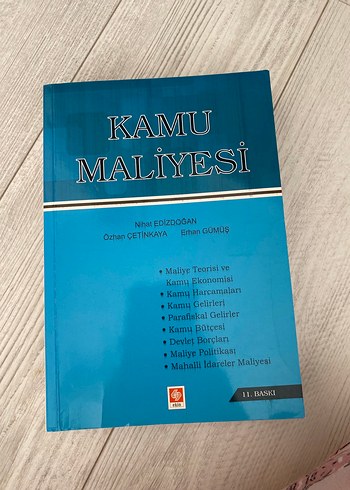 KAMU
MALİYESİ
Nihat EDİZDOĞAN
Özhan ÇETİNKAYA Erhan GÜMÜŞ
Maliye Teorisi ve
Kamu Ekonomisi
Kamu Harcamaları
Kamu Gelirleri
Parafiskal Gelirler
Kamu Bütçesi
Devlet Borçları
Maliye Politikası
Mahalli İdareler Maliyesi
11. BASKI
EKİN